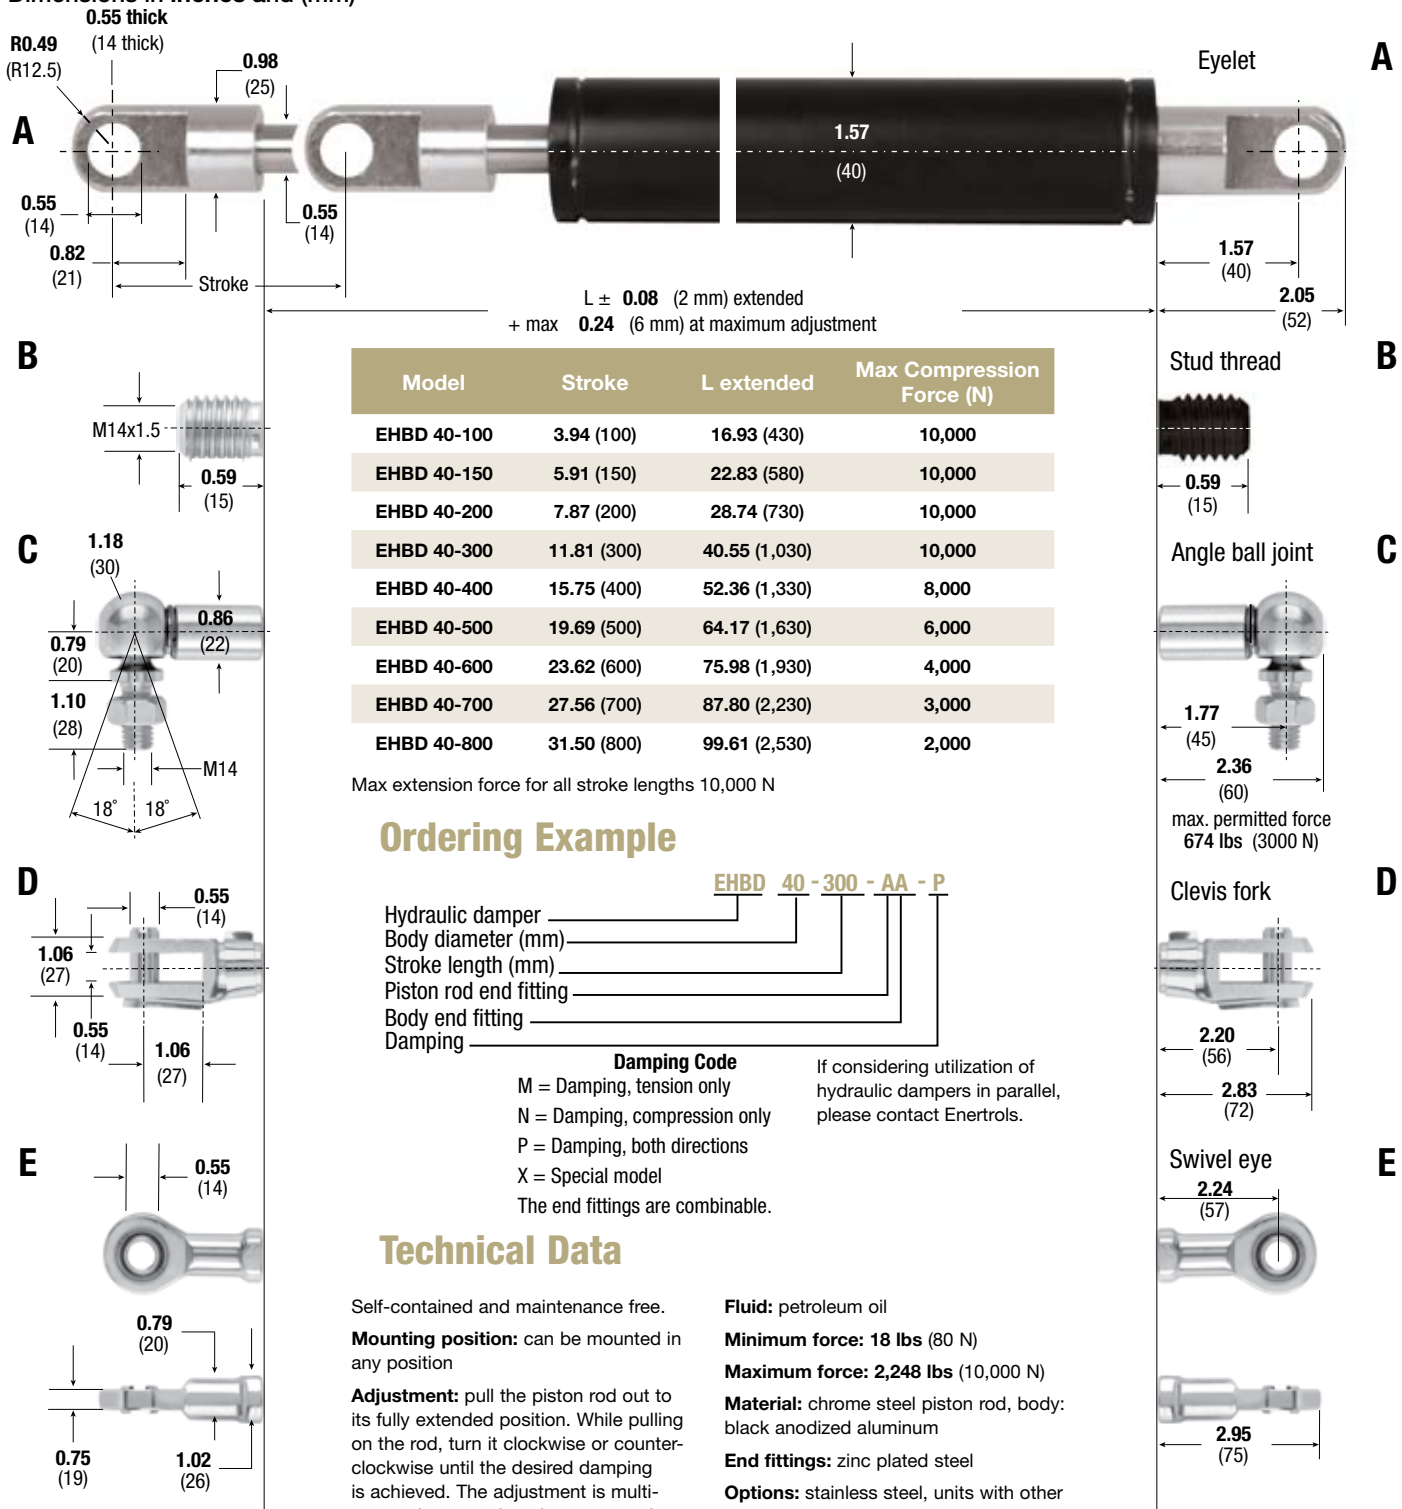 0.55 thick
(14 thick)
R0.49
(R12.5)
0.98
(25)
Eyelet
A
A
1.57
(40)
0.55
(14)
0.55
(14)
0.82
(21)
Stroke
1.57
(40)
2.05
(52)
L ± 0.08 (2 mm) extended
+ max 0.24 (6 mm) at maximum adjustment
B
M14x1.5
0.59
(15)
Stud thread
B
0.59
(15)
Model Stroke L extended Max Compression Force (N)
EHBD 40-100 3.94 (100) 16.93 (430) 10,000
EHBD 40-150 5.91 (150) 22.83 (580) 10,000
EHBD 40-200 7.87 (200) 28.74 (730) 10,000
EHBD 40-300 11.81 (300) 40.55 (1,030) 10,000
EHBD 40-400 15.75 (400) 52.36 (1,330) 8,000
EHBD 40-500 19.69 (500) 64.17 (1,630) 6,000
EHBD 40-600 23.62 (600) 75.98 (1,930) 4,000
EHBD 40-700 27.56 (700) 87.80 (2,230) 3,000
EHBD 40-800 31.50 (800) 99.61 (2,530) 2,000
Max extension force for all stroke lengths 10,000 N
C
1.18
(30)
0.86
(22)
0.79
(20)
1.10
(28)
M14
18° 18°
Angle ball joint
C
1.77
(45)
2.36
(60)
max. permitted force
674 lbs (3000 N)
Ordering Example
EHBD 40 - 300 - AA - P
Hydraulic damper
Body diameter (mm)
Stroke length (mm)
Piston rod end fitting
Body end fitting
Damping
Damping Code
M = Damping, tension only
N = Damping, compression only
P = Damping, both directions
X = Special model
The end fittings are combinable.
If considering utilization of
hydraulic dampers in parallel,
please contact Enertrols.
D
0.55
(14)
1.06
(27)
0.55
(14)
1.06
(27)
Clevis fork
D
2.20
(56)
2.83
(72)
E
0.55
(14)
0.79
(20)
0.75
(19)
1.02
(26)
Swivel eye
E
2.24
(57)
2.95
(75)
Technical Data
Self-contained and maintenance free.
Mounting position: can be mounted in
any position
Adjustment: pull the piston rod out to
its fully extended position. While pulling
on the rod, turn it clockwise or counter-
clockwise until the desired damping
is achieved. The adjustment is multi-
Fluid: petroleum oil
Minimum force: 18 lbs (80 N)
Maximum force: 2,248 lbs (10,000 N)
Material: chrome steel piston rod, body:
black anodized aluminum
End fittings: zinc plated steel
Options: stainless steel, units with other